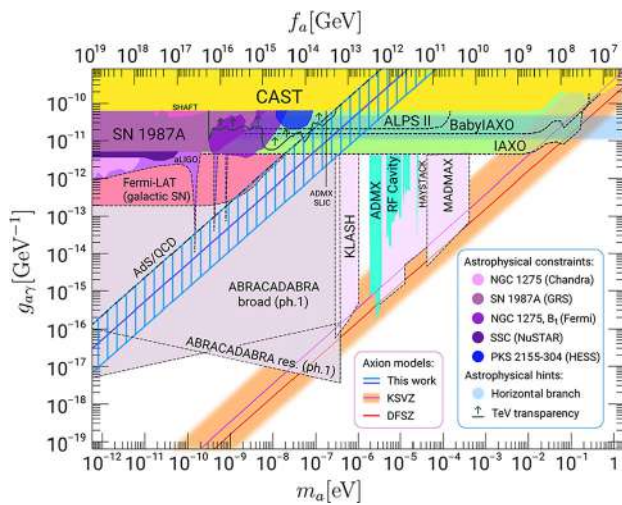 f_a[GeV]
10^19 10^18 10^17 10^16 10^15 10^14 10^13 10^12 10^11 10^10 10^9 10^8 10^7
10^-10
10^-11
10^-12
10^-13
10^-14
10^-15
10^-16
10^-17
10^-18
10^-19
g_aγ[GeV^-1]
CAST
SHAFT
SN 1987A
ALPS II
BabyIAXO
IAXO
aLIGO
Fermi-LAT
(galactic SN)
ADMX
SLIC
KLASH
ADMX
RF Cavity
HAYSTACK
MADMAX
AdS/QCD
ABRACADABRA
broad (ph.1)
ABRACADABRA res. (ph.1)
Axion models:
This work
KSVZ
DFSZ
Astrophysical constraints:
NGC 1275 (Chandra)
SN 1987A (GRS)
NGC 1275, B_t (Fermi)
SSC (NuSTAR)
PKS 2155-304 (HESS)
Astrophysical hints:
Horizontal branch
TeV transparency
10^-12 10^-11 10^-10 10^-9 10^-8 10^-7 10^-6 10^-5 10^-4 10^-3 10^-2 10^-1 1
m_a[eV]